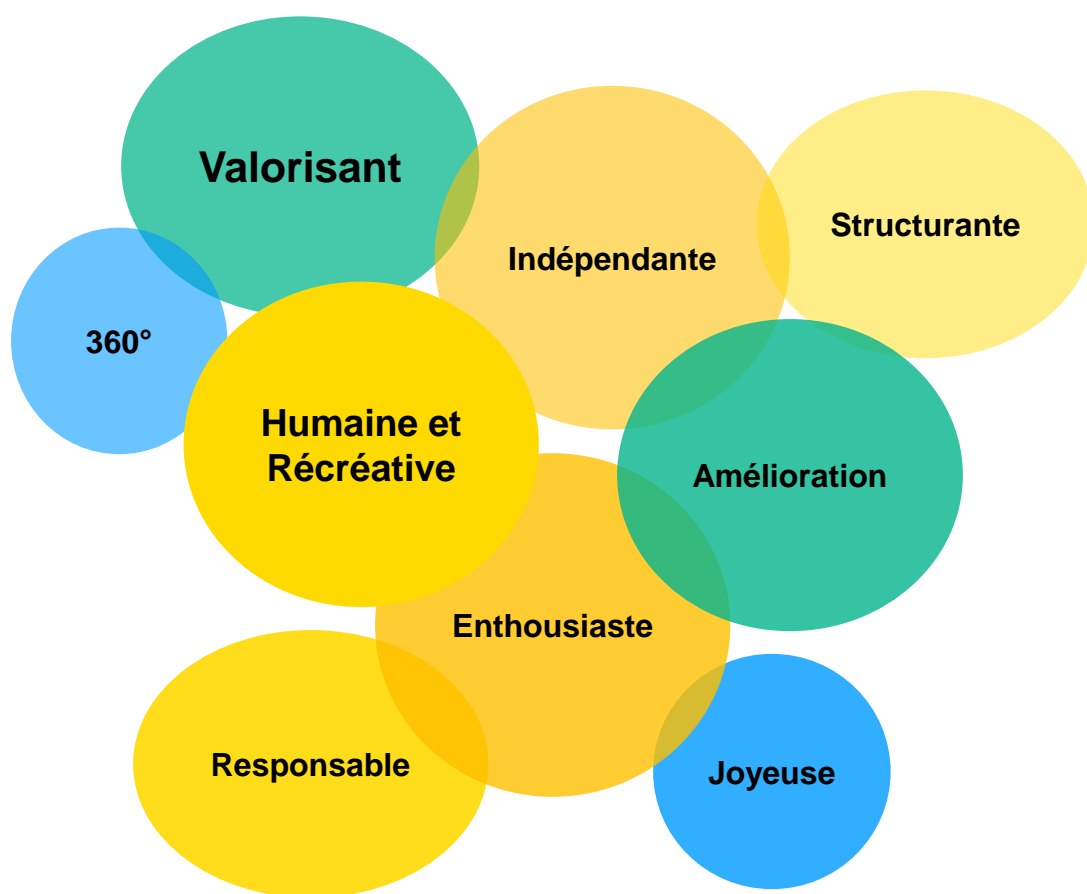 Valorisant
Structurante
Indépendante
360°
Humaine et
Récréative
Amélioration
Enthousiaste
Responsable
Joyeuse